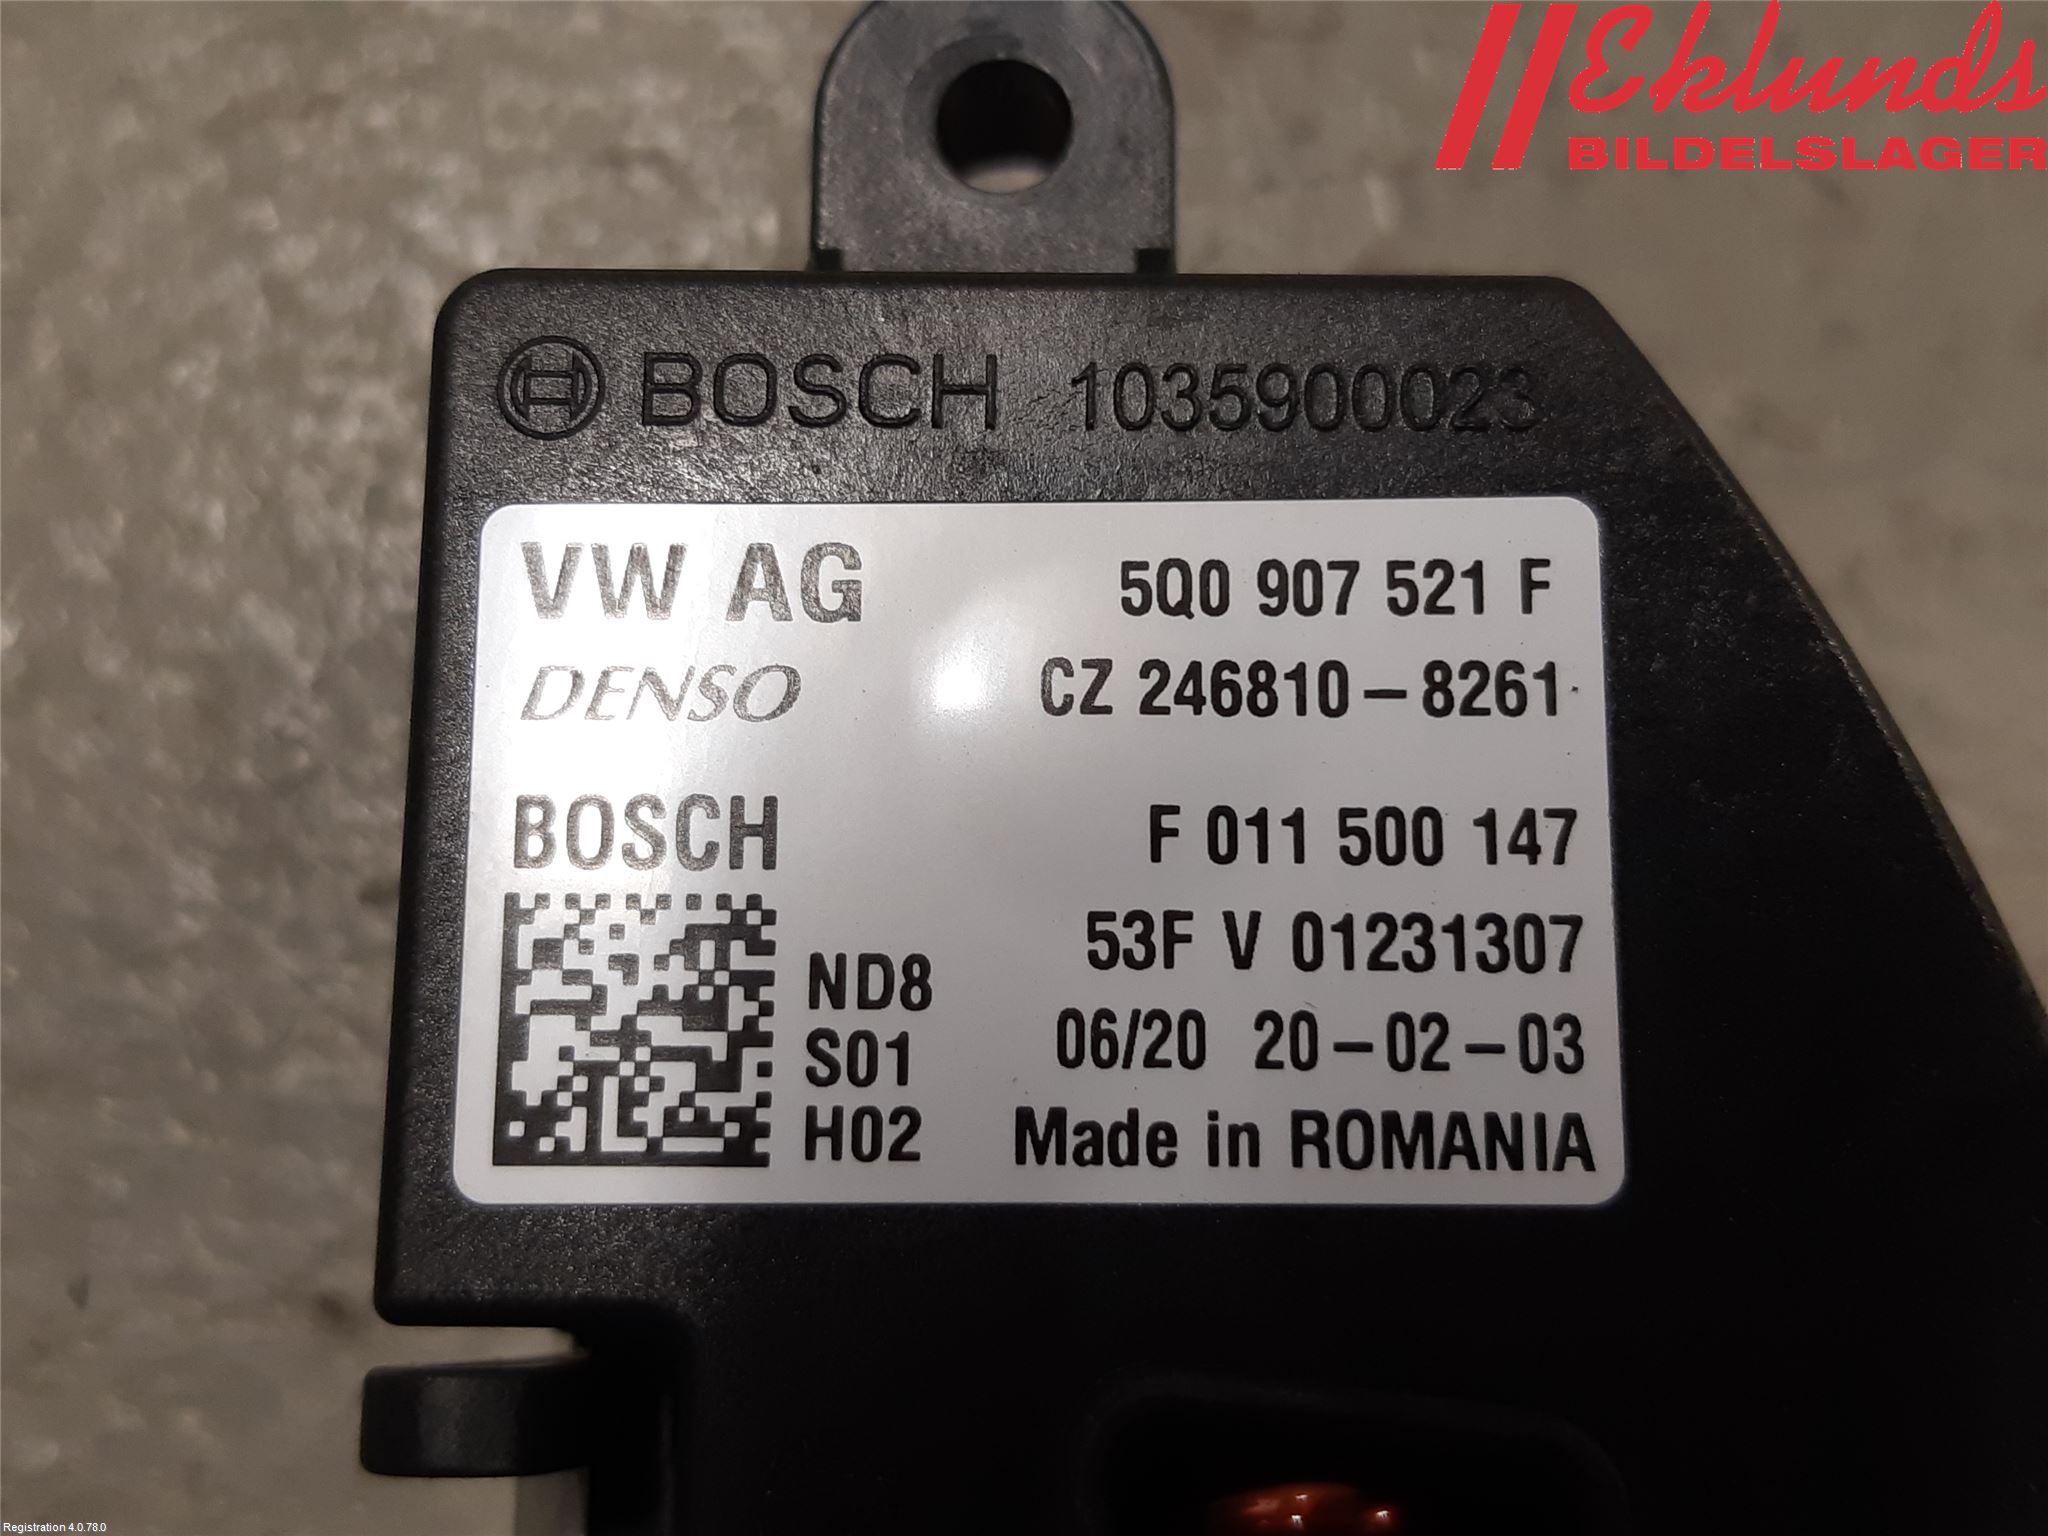 Eklunds
BILDELSLAGER
BOSCH 1035900023
VW AG 5Q0 907 521 F
DENSO CZ 246810-8261
BOSCH F 011 500 147
53F V 01231307
ND8
S01 06/20 20-02-03
H02 Made in ROMANIA
Registration 4.0.78.0